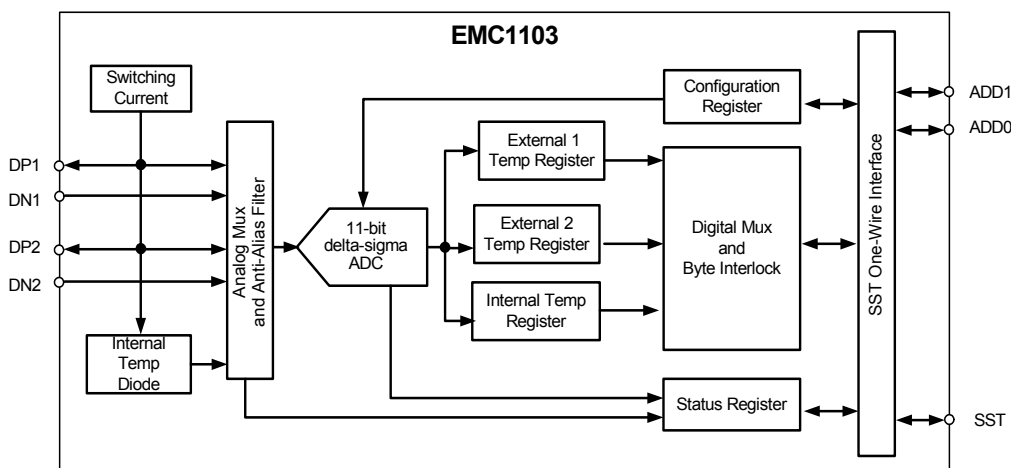 EMC1103
Switching
Current
Configuration
Register
ADD1
ADD0
External 1
Temp Register
DP1
DN1
DP2
DN2
Analog Mux
and Anti-Alias Filter
11-bit
delta-sigma
ADC
External 2
Temp Register
Digital Mux
and
Byte Interlock
SST One-Wire Interface
Internal Temp
Register
Internal
Temp
Diode
Status Register
SST